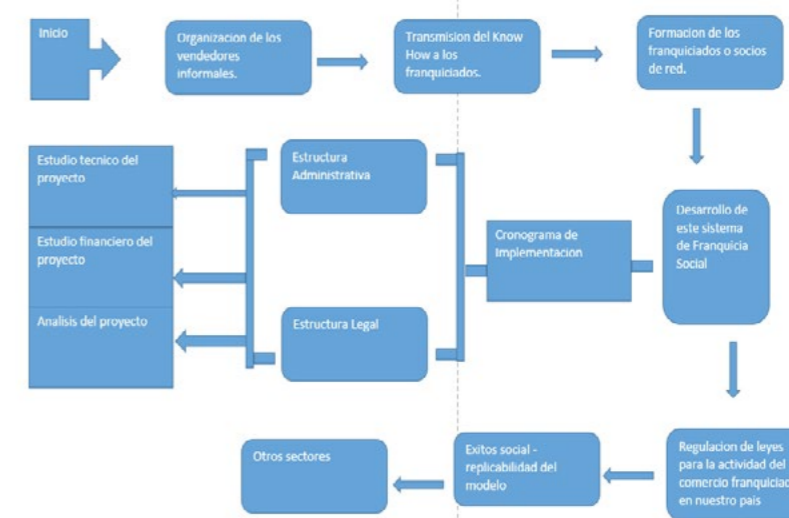 Inicio
Organizacion de los
vendedores
informales.
Transmision del Know
How a los
franquiciados.
Formacion de los
franquiciados o socios
de red.
Desarrollo de
este sistema
de Franquicia
Social
Cronograma de
Implementacion
Estructura
Administrativa
Estructura Legal
Estudio tecnico del
proyecto
Estudio financiero del
proyecto
Analisis del proyecto
Regulacion de leyes
para la actividad del
comercio franquiciad
en nuestro pais
Exitos social -
replicabilidad del
modelo
Otros sectores